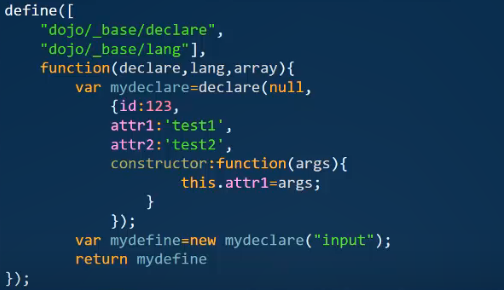 define([
"dojo/_base/declare",
"dojo/_base/lang"],
function(declare,lang,array){
var mydeclare=declare(null,
{id:123,
attr1:'test1',
attr2:'test2',
constructor:function(args){
this.attr1=args;
}
});
var mydefine=new mydeclare("input");
return mydefine
});